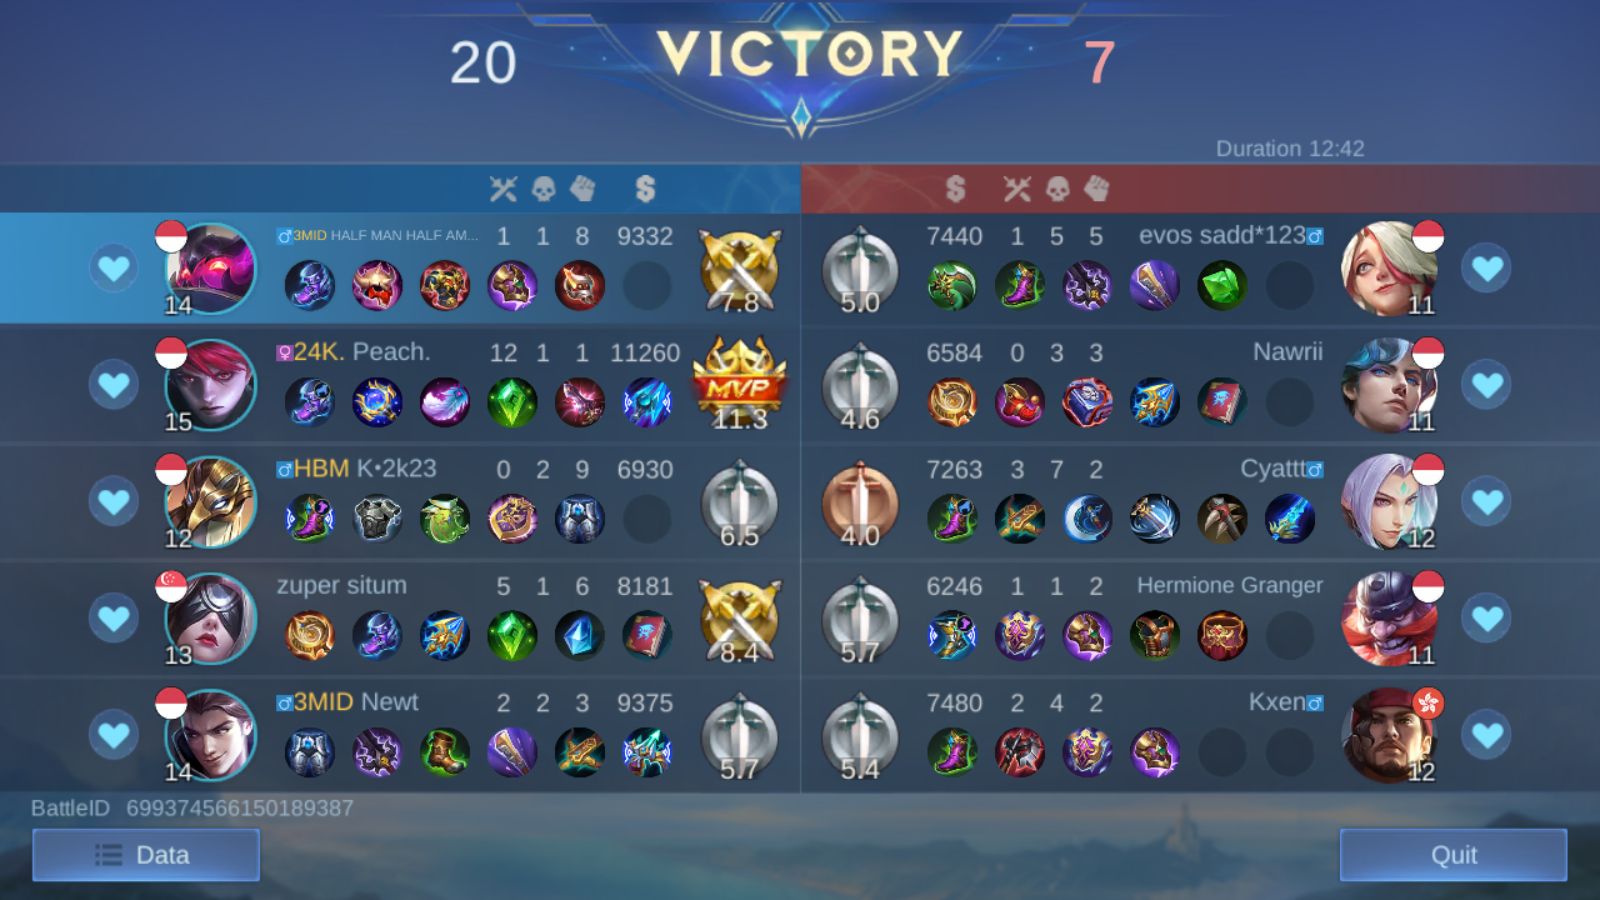 20 VICTORY 7
Duration 12:42
3MID HALF MAN HALF AM... 1 1 8 9332
14 7.8
7440 1 5 5 evos sadd*123
5.0 11
24K. Peach. 12 1 1 11260
15 MVP 11.3
6584 0 3 3 Nawrii
4.6 11
HBM K•2k23 0 2 9 6930
12 6.5
7263 3 7 2 Cyattt
4.0 12
zuper situm 5 1 6 8181
13 8.4
6246 1 1 2 Hermione Granger
5.7 11
3MID Newt 2 2 3 9375
14 5.7
7480 2 4 2 Kxen
5.4 12
BattleID 699374566150189387
Data Quit